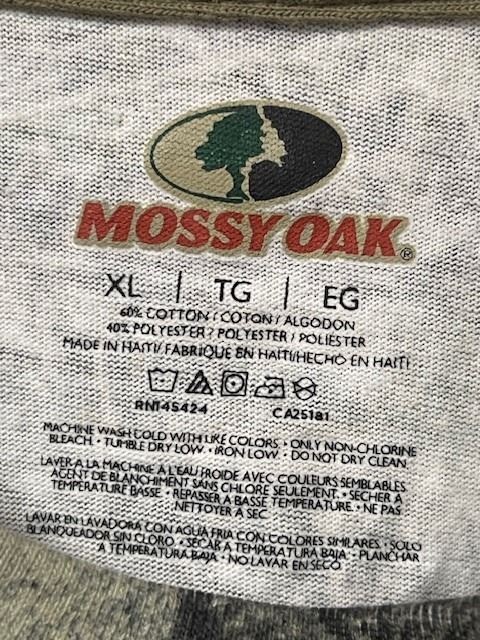 MOSSY OAK®
XL | TG | EG
60% COTTON / COTON / ALGODON
40% POLYESTER / POLYESTER / POLIESTER
MADE IN HAITI/ FABRIQUÉ EN HAITI/HECHO EN HAITI
RN145424 CA25181
MACHINE WASH COLD WITH LIKE COLORS • ONLY NON-CHLORINE
BLEACH • TUMBLE DRY LOW • IRON LOW • DO NOT DRY CLEAN
LAVER A LA MACHINE À L'EAU FROIDE AVEC COULEURS SEMBLABLES
AGENT DE BLANCHIMENT SANS CHLORE SEULEMENT. • SECHER A
TEMPERATURE BASSE • REPASSER A BASSE TEMPERATURE. • NE PAS
NETTOYER A SEC
LAVAR EN LAVADORA CON AGUA FRIA CON COLORES SIMILARES • SOLO
BLANQUEADOR SIN CLORO. • SECAR A TEMPERATURA BAJA • PLANCHAR
A TEMPERATURA BAJA • NO LAVAR EN SECO